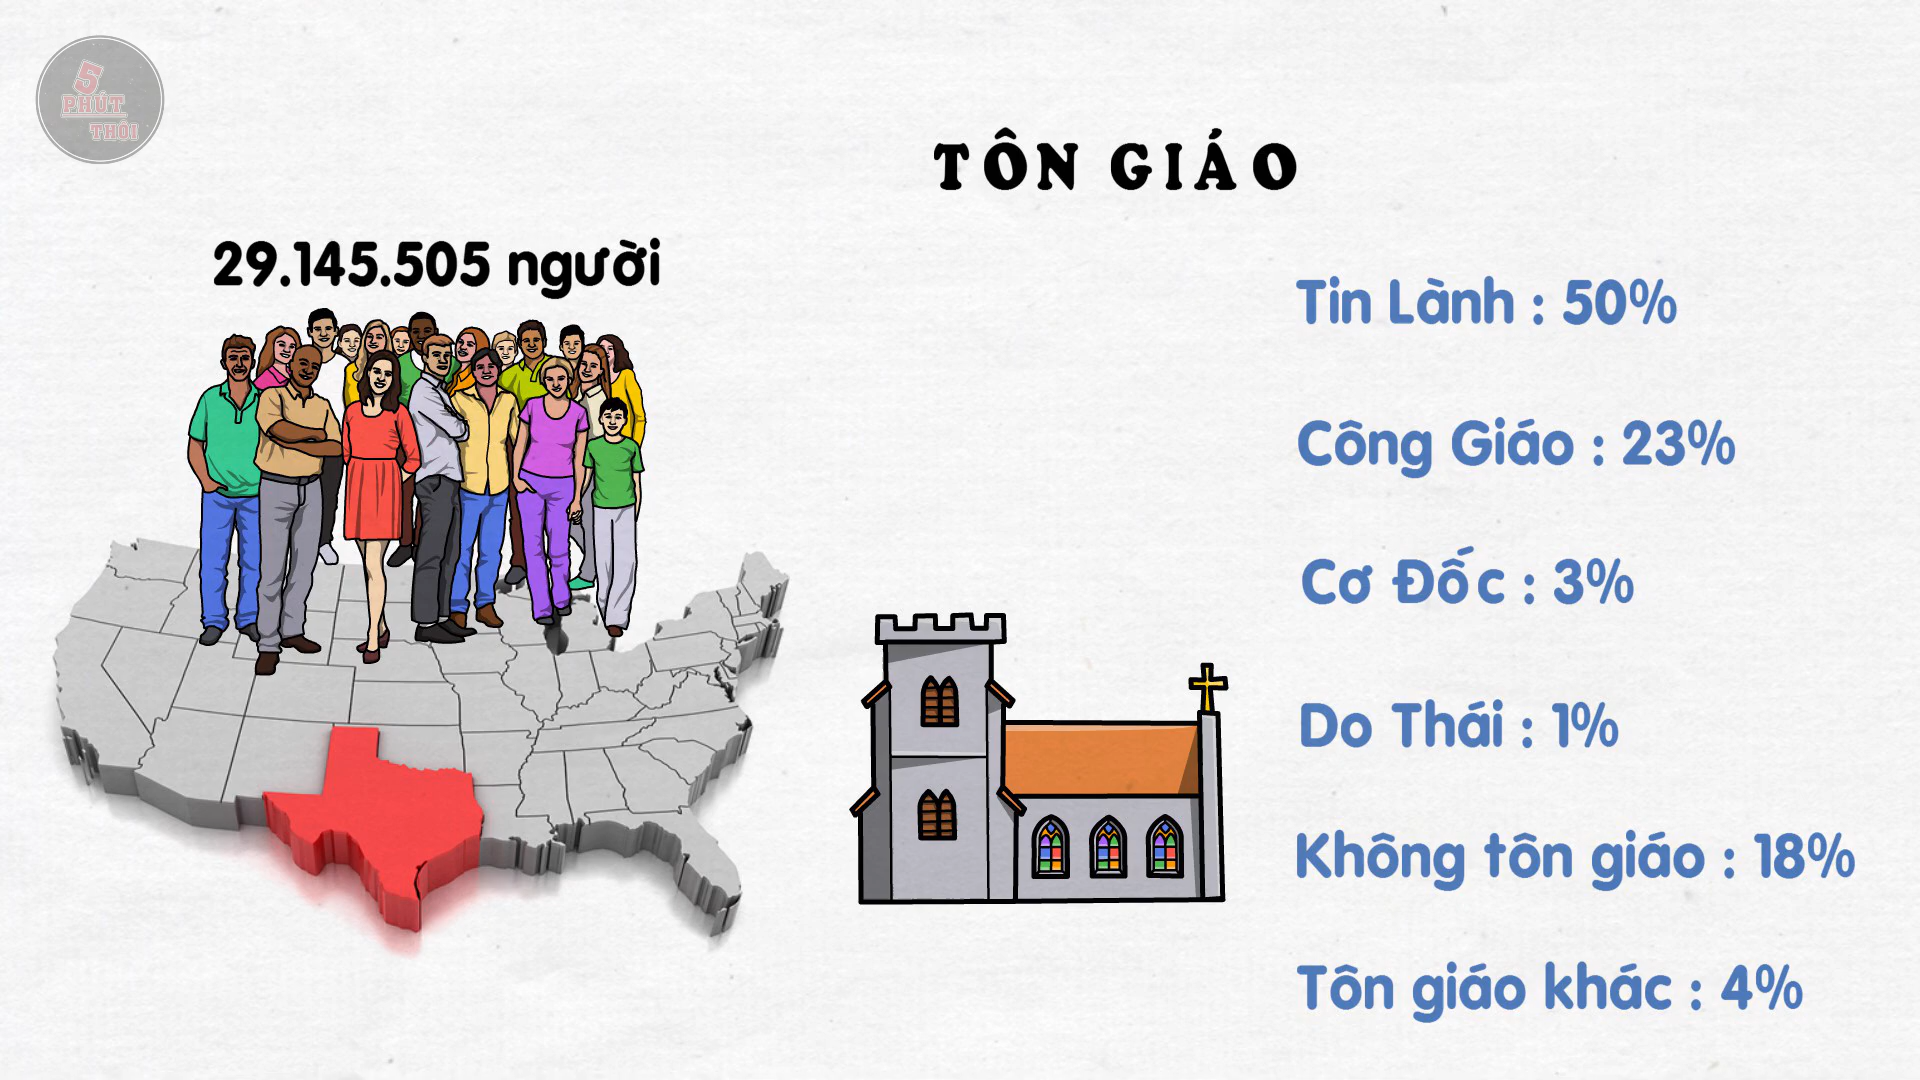 5
PHÚT
THÔI
TÔN GIÁO
29.145.505 người
Tin Lành : 50%
Công Giáo : 23%
Cơ Đốc : 3%
Do Thái : 1%
Không tôn giáo : 18%
Tôn giáo khác : 4%